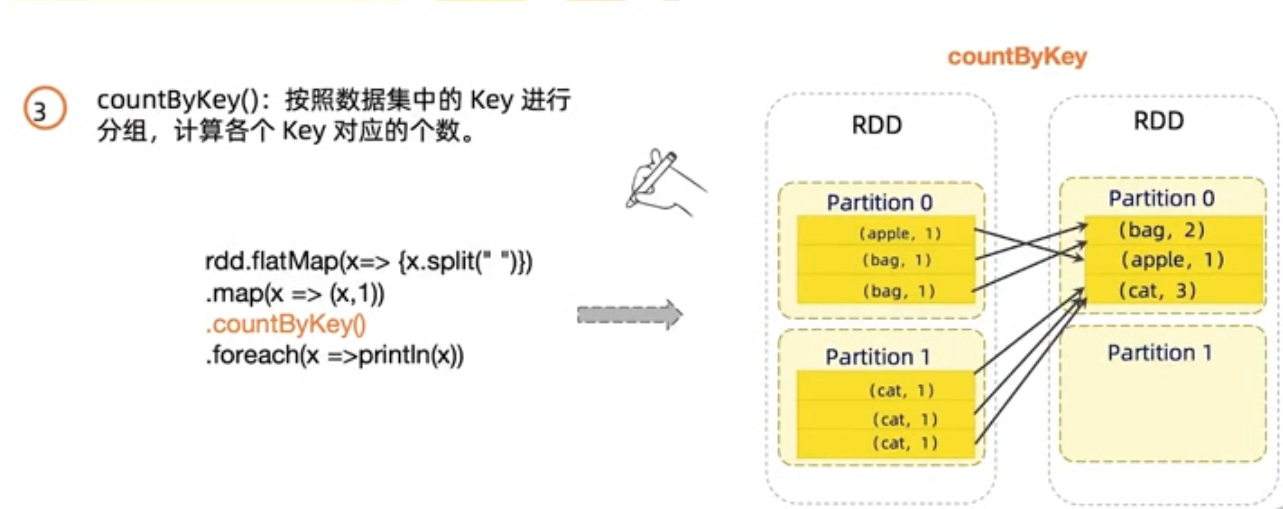 countByKey
3
countByKey()：按照数据集中的 Key 进行
分组，计算各个 Key 对应的个数。
rdd.flatMap(x=> {x.split(" ")})
.map(x => (x,1))
.countByKey()
.foreach(x =>println(x))
RDD
Partition 0
(apple, 1)
(bag, 1)
(bag, 1)
Partition 1
(cat, 1)
(cat, 1)
(cat, 1)
RDD
Partition 0
(bag, 2)
(apple, 1)
(cat, 3)
Partition 1